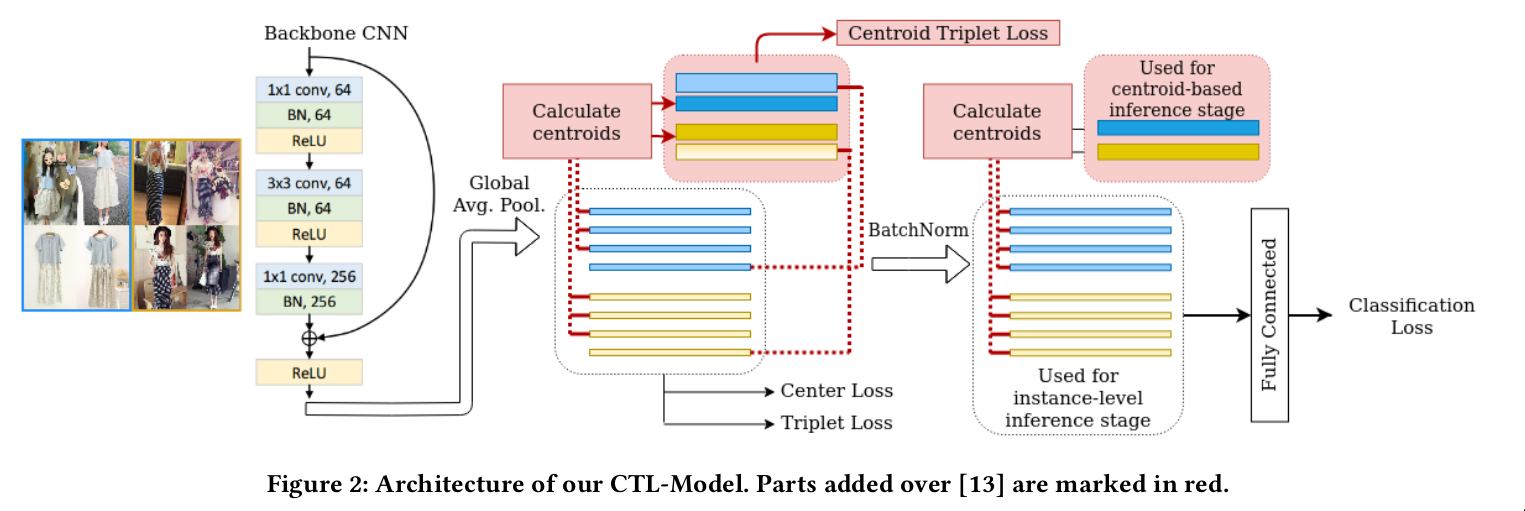 Backbone CNN
1x1 conv, 64
BN, 64
ReLU
3x3 conv, 64
BN, 64
ReLU
1x1 conv, 256
BN, 256
ReLU
Global
Avg. Pool.
Calculate
centroids
Centroid Triplet Loss
Center Loss
Triplet Loss
BatchNorm
Calculate
centroids
Used for
centroid-based
inference stage
Used for
instance-level
inference stage
Fully Connected
Classification
Loss
Figure 2: Architecture of our CTL-Model. Parts added over [13] are marked in red.